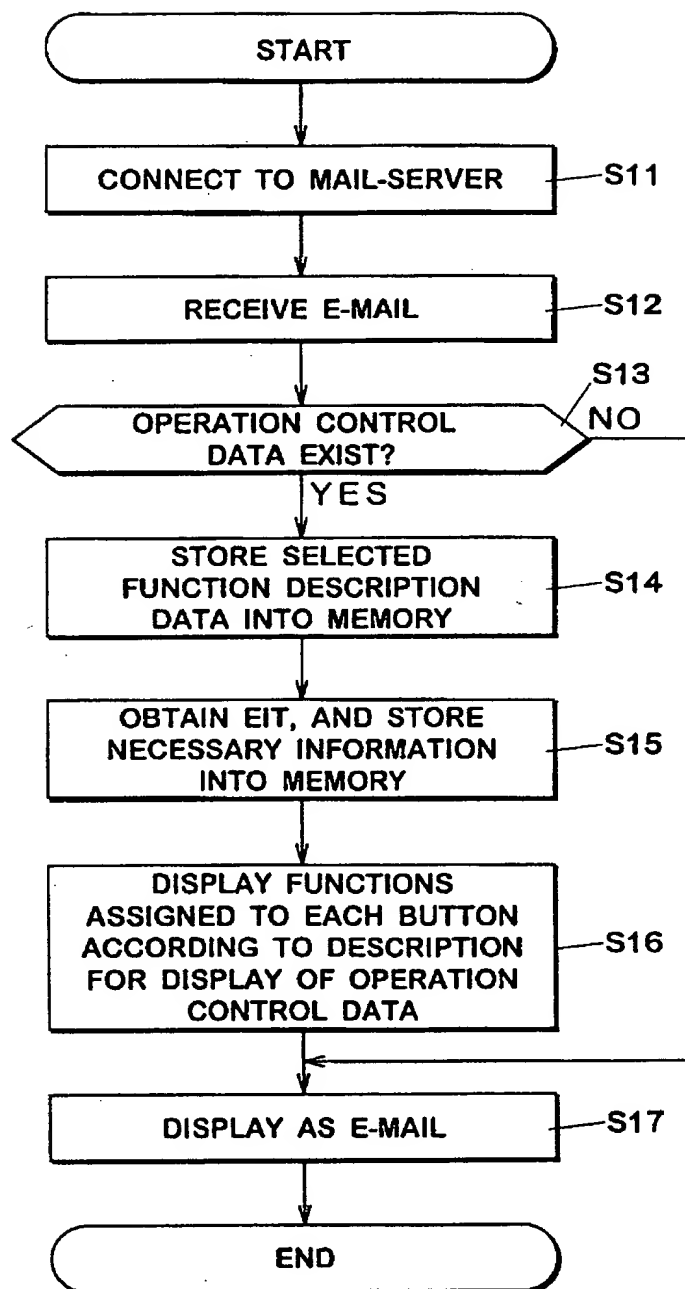 START
CONNECT TO MAIL-SERVER
S11
RECEIVE E-MAIL
S12
S13
OPERATION CONTROL
DATA EXIST?
NO
YES
STORE SELECTED
FUNCTION DESCRIPTION
DATA INTO MEMORY
S14
OBTAIN EIT, AND STORE
NECESSARY INFORMATION
INTO MEMORY
S15
DISPLAY FUNCTIONS
ASSIGNED TO EACH BUTTON
ACCORDING TO DESCRIPTION
FOR DISPLAY OF OPERATION
CONTROL DATA
S16
DISPLAY AS E-MAIL
S17
END